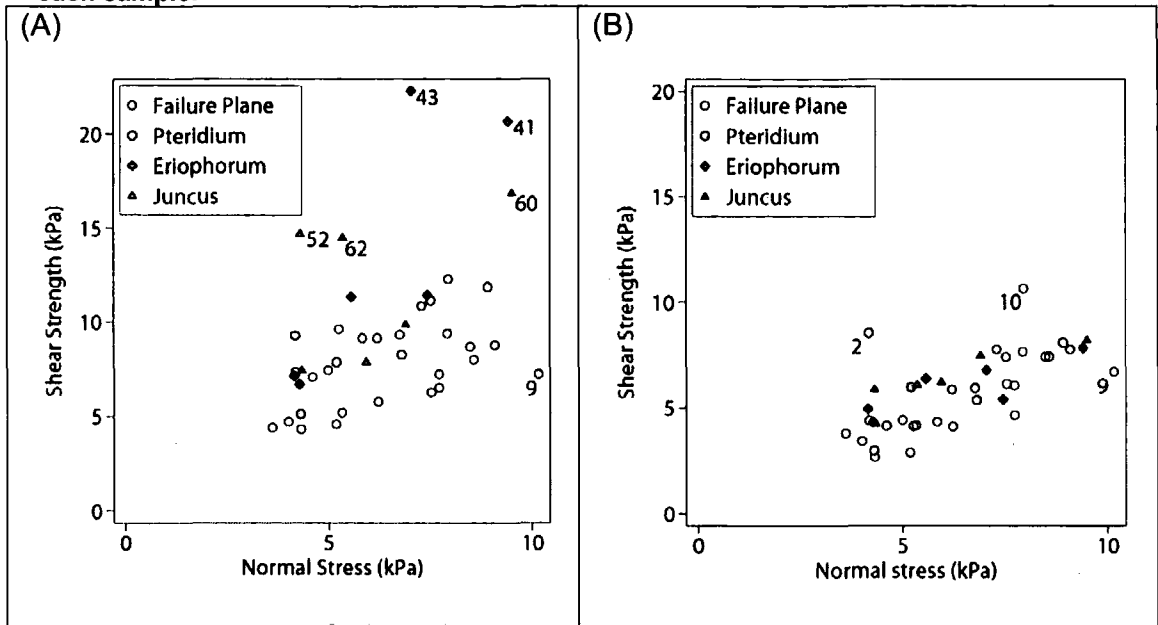 (A)
Failure Plane
Pteridium
Eriophorum
Juncus
43
41
60
52
62
9
20
15
10
5
0
Shear Strength (kPa)
0 5 10
Normal Stress (kPa)
(B)
Failure Plane
Pteridium
Eriophorum
Juncus
10
2
9
20
15
10
5
0
Shear Strength (kPa)
0 5 10
Normal stress (kPa)